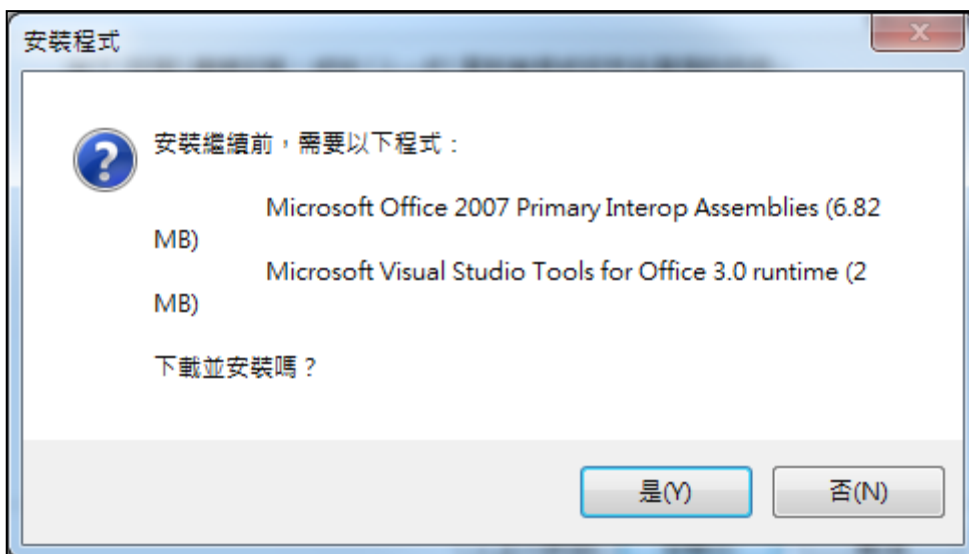 安裝程式
安裝繼續前，需要以下程式：
Microsoft Office 2007 Primary Interop Assemblies (6.82
MB)
Microsoft Visual Studio Tools for Office 3.0 runtime (2
MB)
下載並安裝嗎？
是(Y)
否(N)